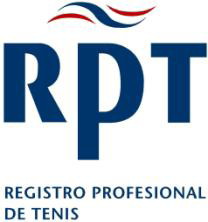 RPT
REGISTRO PROFESIONAL
DE TENIS